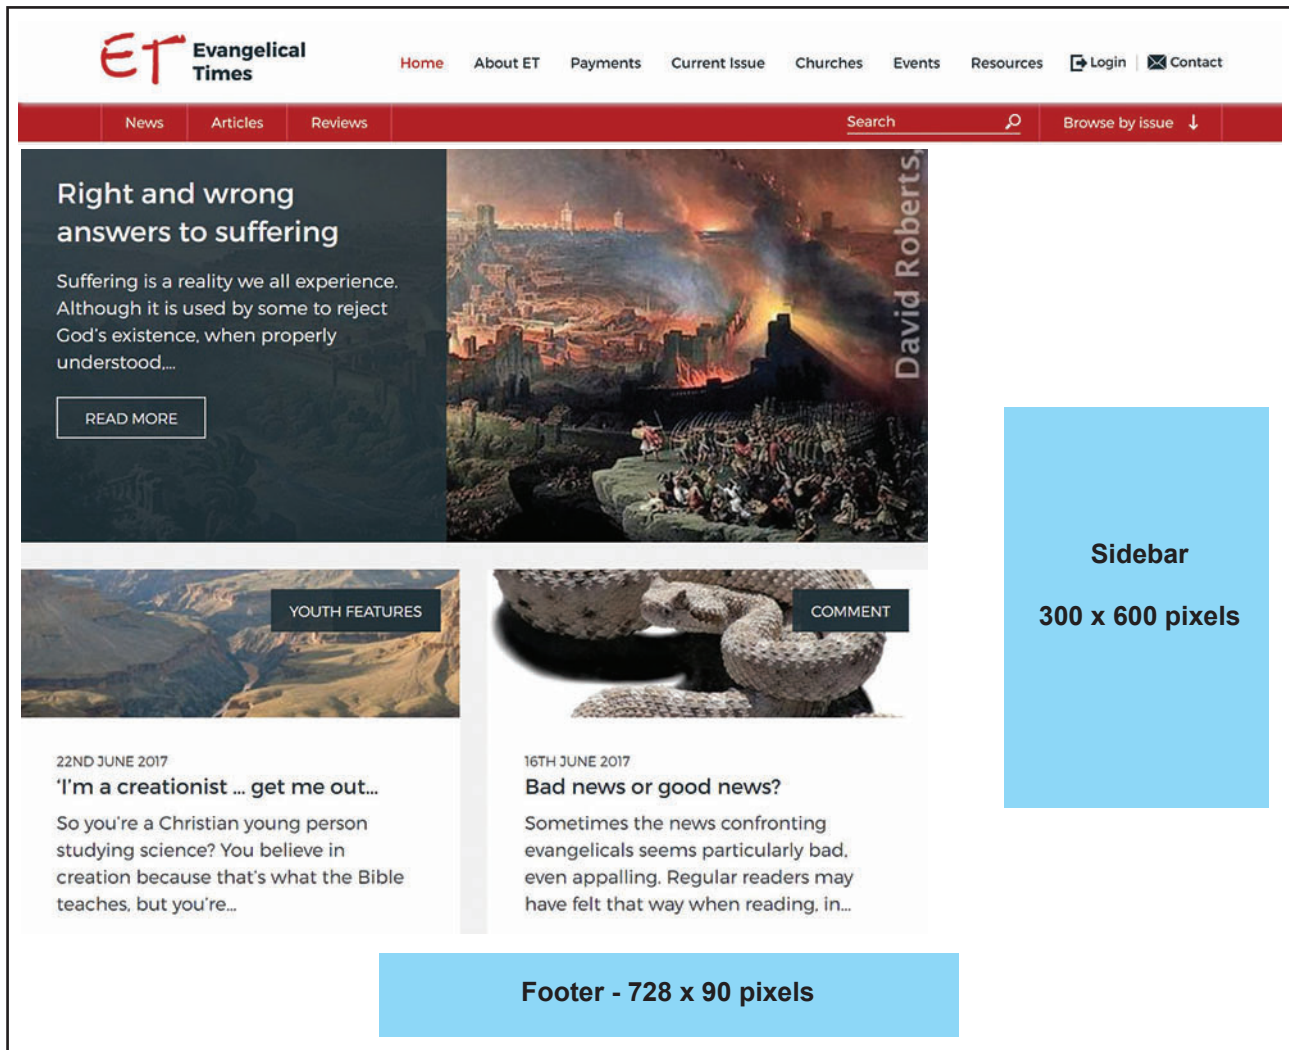 ET Evangelical
Times
Home About ET Payments Current Issue Churches Events Resources Login Contact
News Articles Reviews Search Browse by issue ↓
Right and wrong
answers to suffering
Suffering is a reality we all experience.
Although it is used by some to reject
God's existence, when properly
understood,...
READ MORE
David Roberts,
Sidebar
300 x 600 pixels
YOUTH FEATURES
22ND JUNE 2017
'I'm a creationist ... get me out...
So you're a Christian young person
studying science? You believe in
creation because that's what the Bible
teaches, but you're...
COMMENT
16TH JUNE 2017
Bad news or good news?
Sometimes the news confronting
evangelicals seems particularly bad,
even appalling. Regular readers may
have felt that way when reading, in...
Footer - 728 x 90 pixels